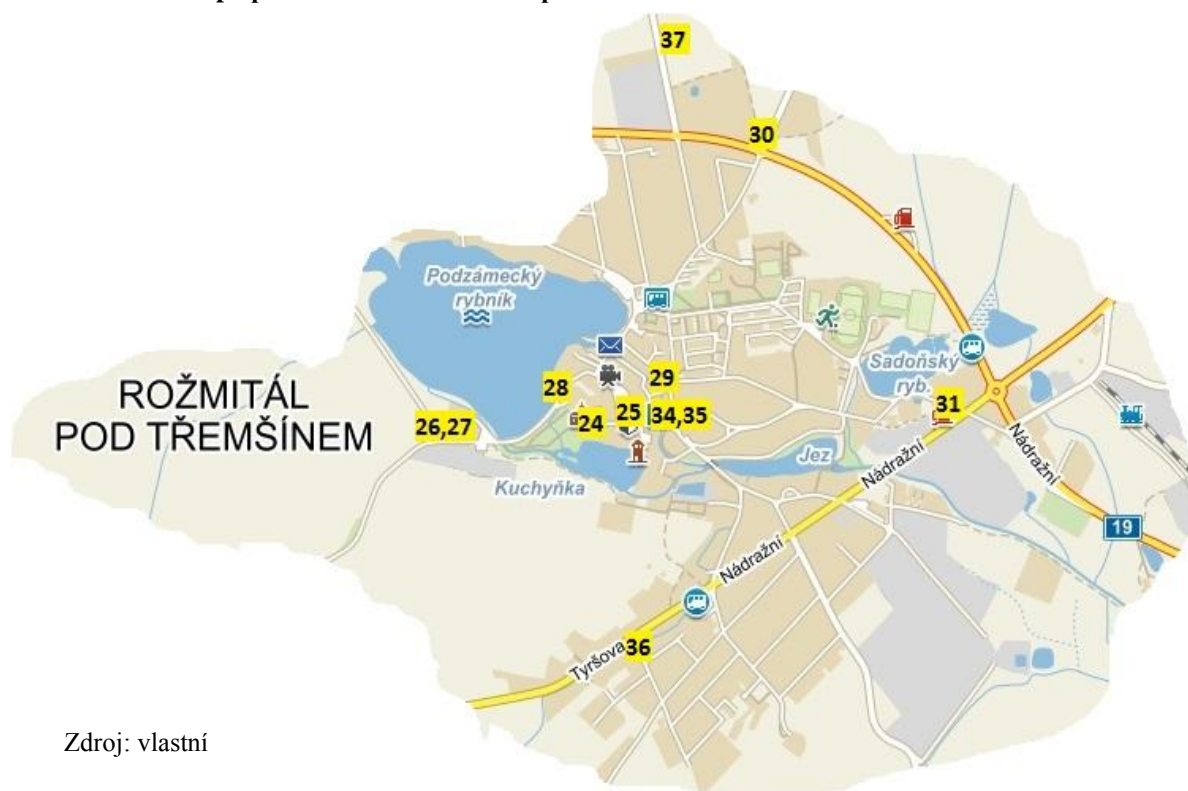 37
30
Podzámecký
rybník
28
29
Sadoňský
ryb.
31
ROŽMITÁL
POD TŘEMŠÍNEM
26,27
24
25
34,35
Kuchyňka
Jez
Nádražní
Nádražní
19
Nádražní
Tyršova
36
Zdroj: vlastní